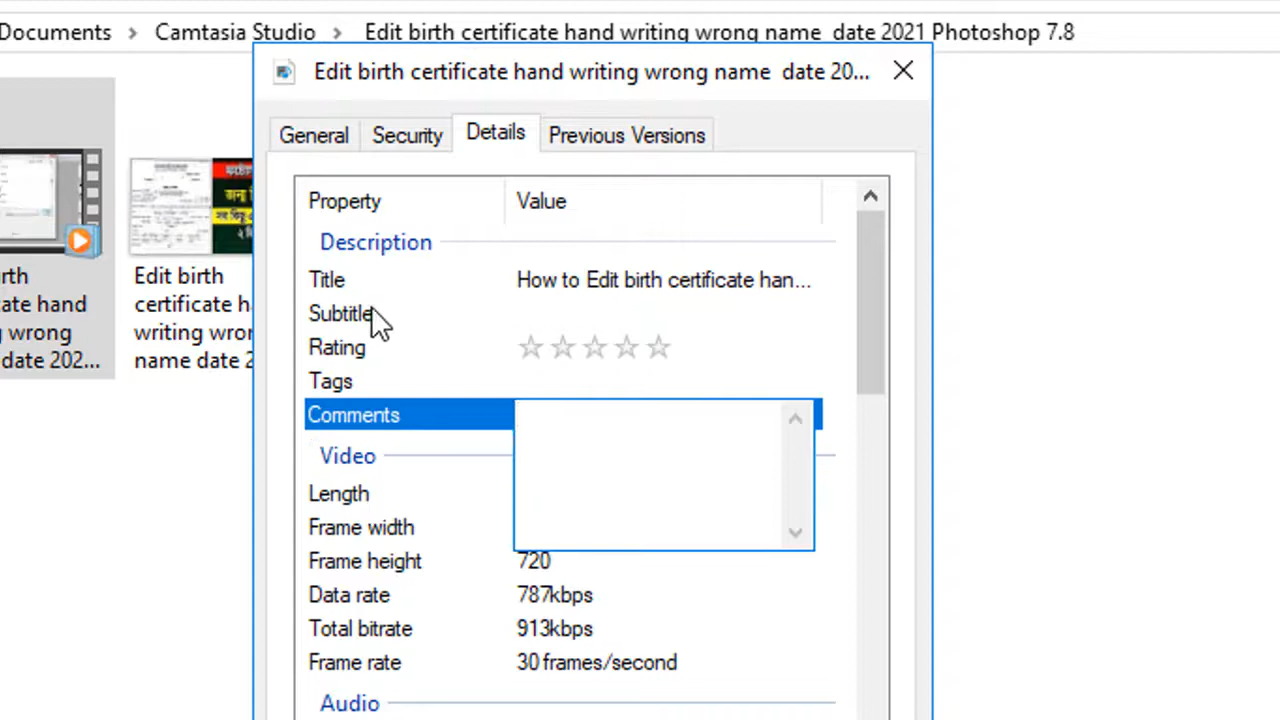 Documents > Camtasia Studio > Edit birth certificate hand writing wrong name date 2021 Photoshop 7.8
Edit birth certificate hand writing wrong name date 20...
General Security Details Previous Versions
Property Value
Description
Title How to Edit birth certificate han...
Subtitle
Rating
Tags
Comments
Video
Length
Frame width
Frame height 720
Data rate 787kbps
Total bitrate 913kbps
Frame rate 30 frames/second
Audio
rth
cate hand
g wrong
date 202...
Edit birth
certificate h
writing wror
name date 2